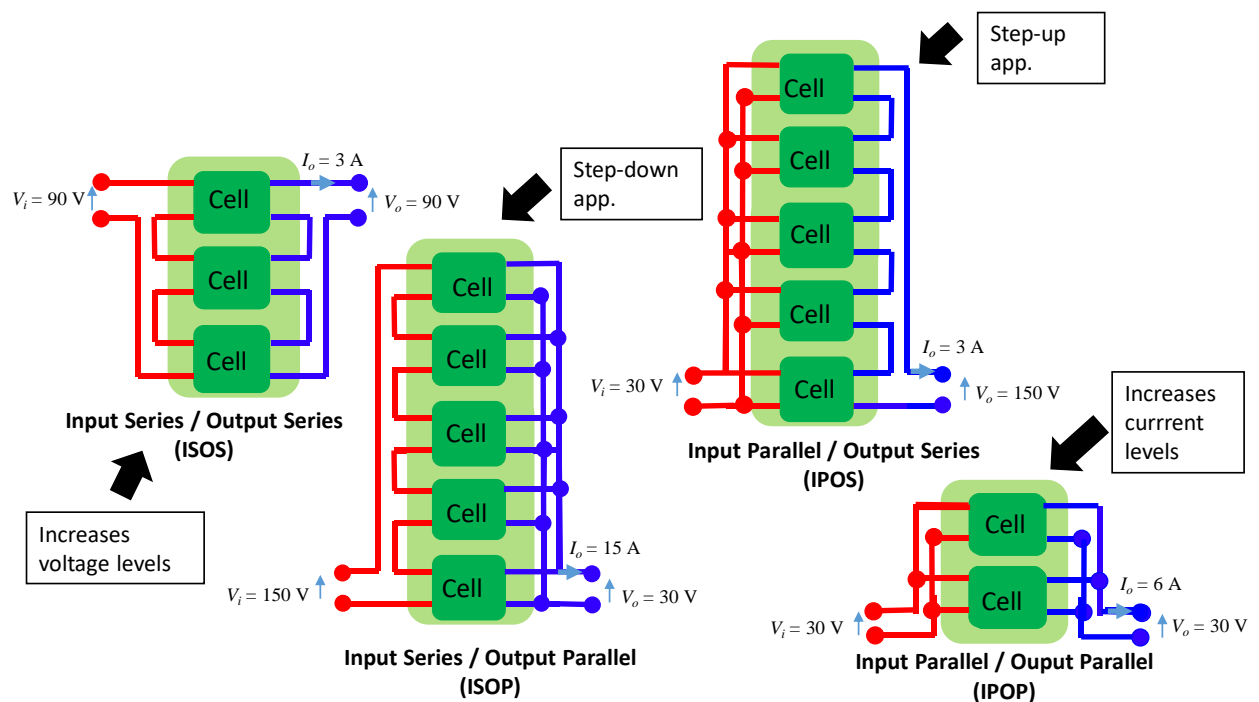 Cell
Cell
Cell
I_o = 3 A
V_i = 90 V
V_o = 90 V
Input Series / Output Series
(ISOS)
Increases
voltage levels
Step-down
app.
Cell
Cell
Cell
Cell
Cell
I_o = 15 A
V_i = 150 V
V_o = 30 V
Input Series / Output Parallel
(ISOP)
Step-up
app.
Cell
Cell
Cell
Cell
Cell
I_o = 3 A
V_i = 30 V
V_o = 150 V
Input Parallel / Output Series
(IPOS)
Increases
currrent
levels
Cell
Cell
I_o = 6 A
V_i = 30 V
V_o = 30 V
Input Parallel / Ouput Parallel
(IPOP)